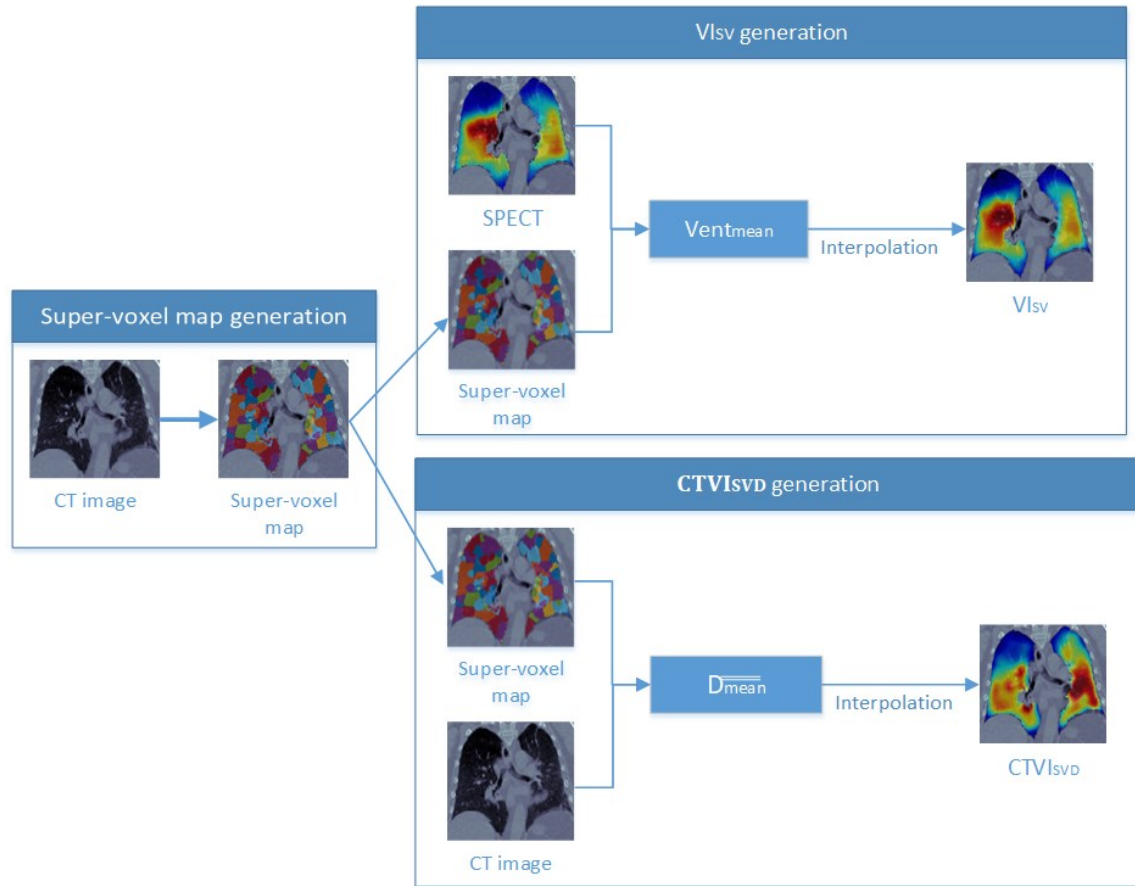 VIsv generation
SPECT
Ventmean
Interpolation
VIsv
Super-voxel
map
Super-voxel map generation
CT image
Super-voxel
map
CTVISVD generation
Super-voxel
map
Dmean
Interpolation
CTVISVD
CT image